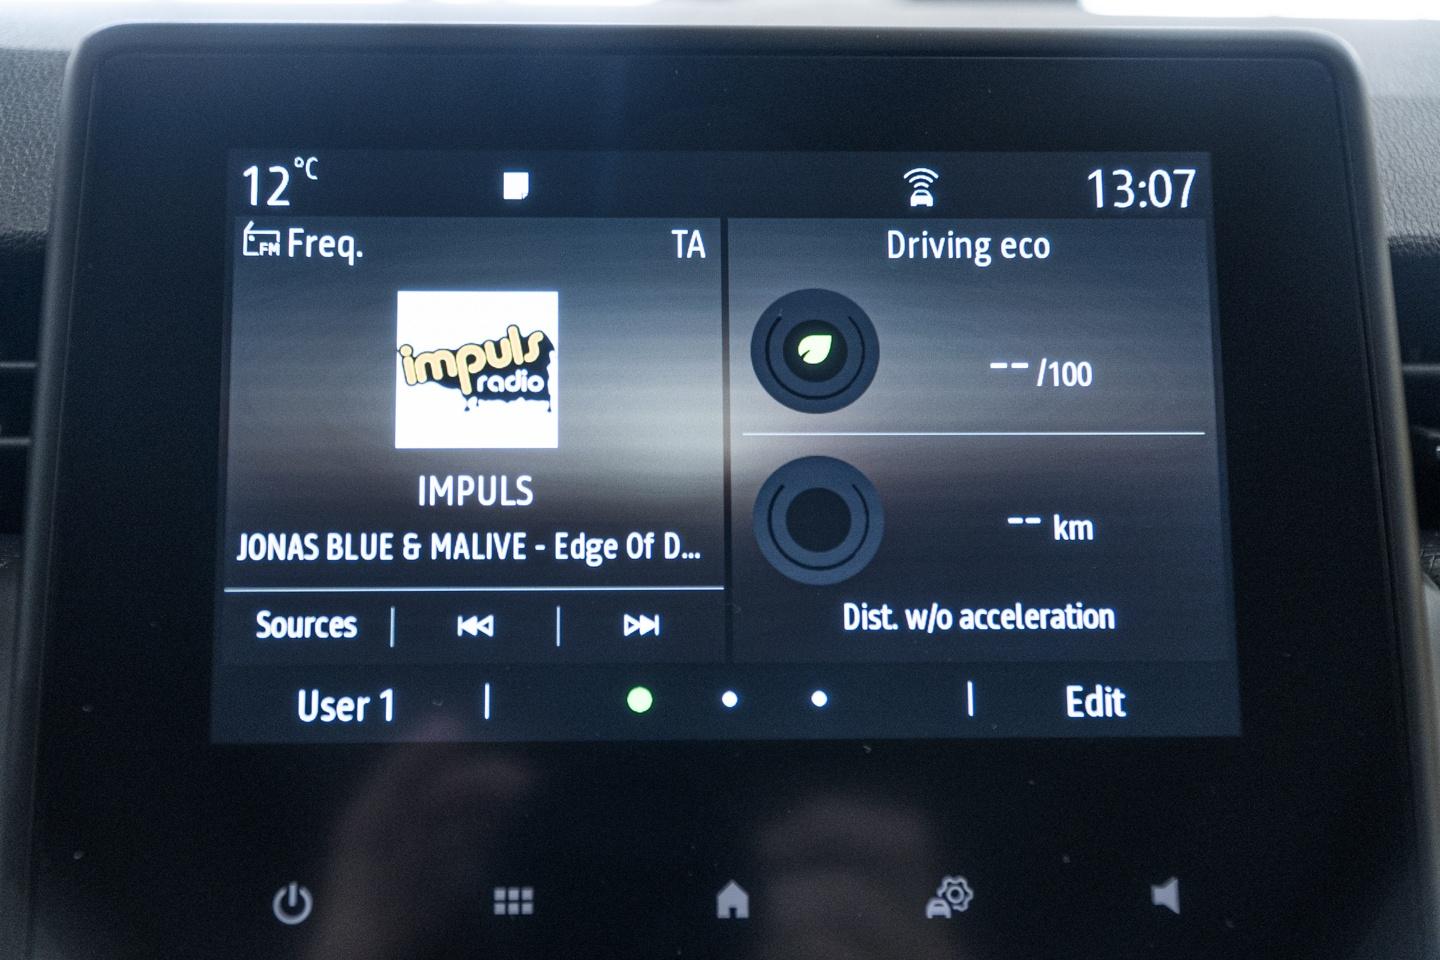 12°C
13:07
FM Freq.
TA
impuls
radio
IMPULS
JONAS BLUE & MALIVE - Edge Of D...
Sources
Driving eco
-- /100
-- km
Dist. w/o acceleration
User 1
Edit